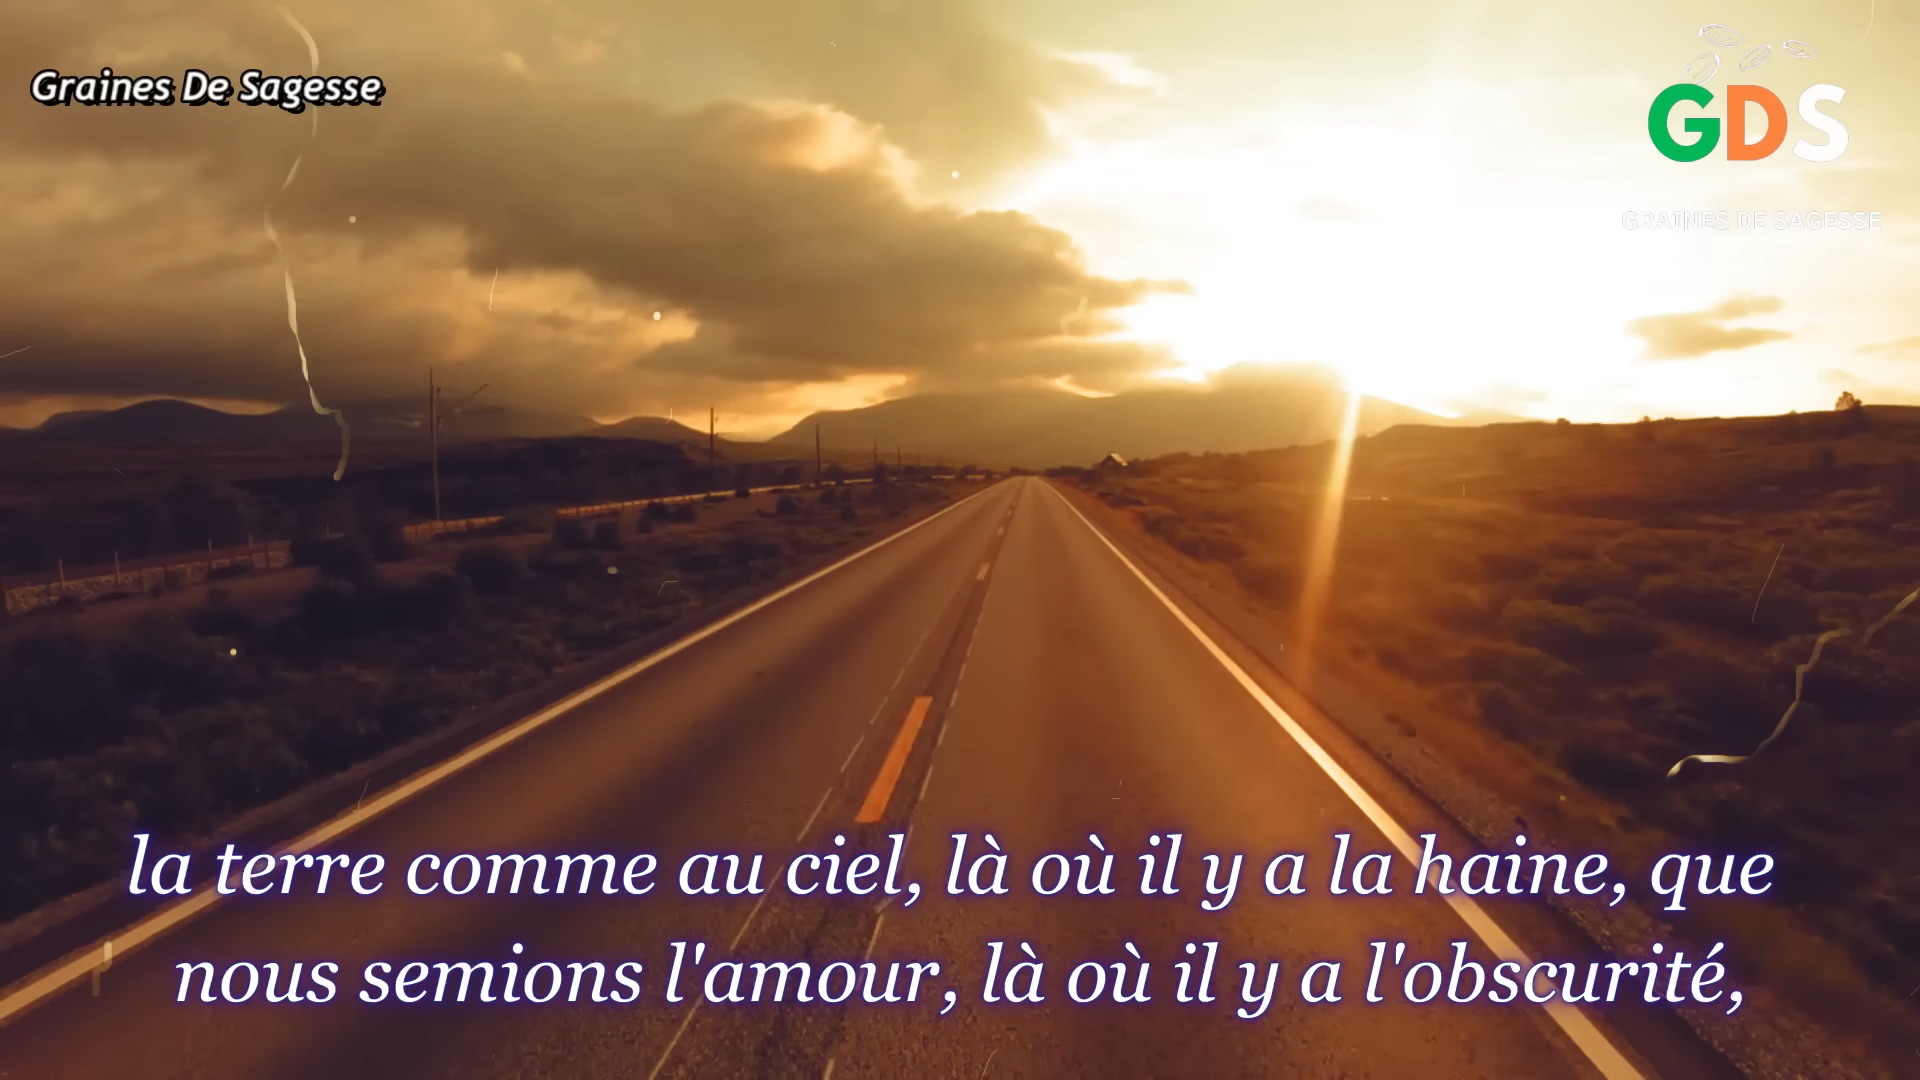 Graines De Sagesse
GDS
GRAINES DE SAGESSE
la terre comme au ciel, là où il y a la haine, que
nous semions l'amour, là où il y a l'obscurité,